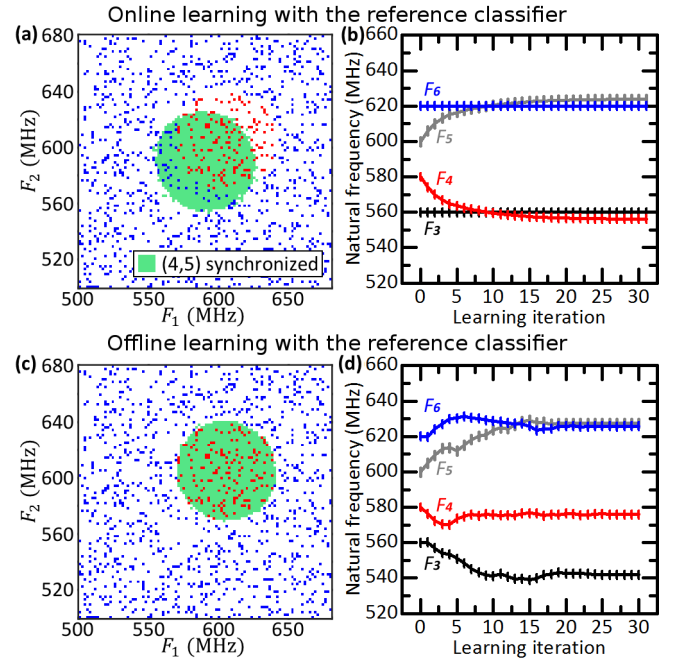 Online learning with the reference classifier
(a)
680
640
600
560
520
F₂ (MHz)
(4,5) synchronized
500 550 600 650
F₁ (MHz)
(b)
660
640
620
600
580
560
540
520
Natural frequency (MHz)
F₆
F₅
F₄
F₃
0 5 10 15 20 25 30
Learning iteration
Offline learning with the reference classifier
(c)
680
640
600
560
520
F₂ (MHz)
500 550 600 650
F₁ (MHz)
(d)
660
640
620
600
580
560
540
520
Natural frequency (MHz)
F₆
F₅
F₄
F₃
0 5 10 15 20 25 30
Learning iteration